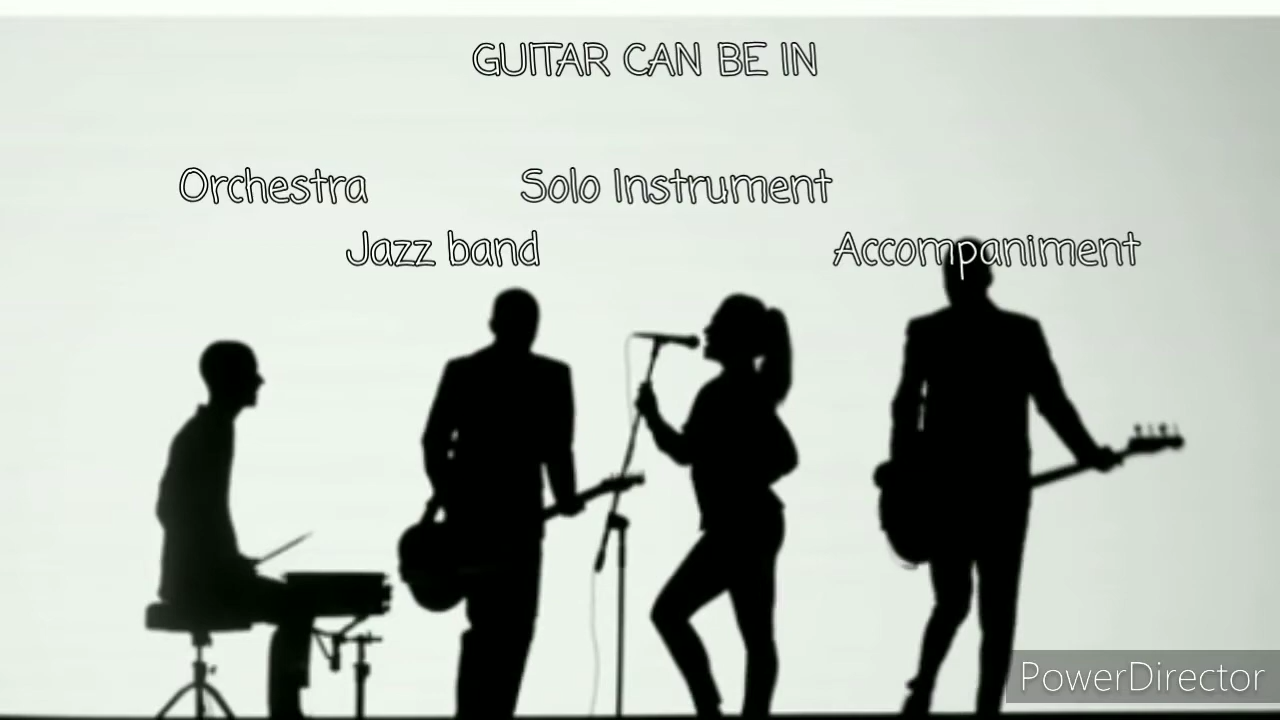 GUITAR CAN BE IN
Orchestra
Solo Instrument
Jazz band
Accompaniment
PowerDirector